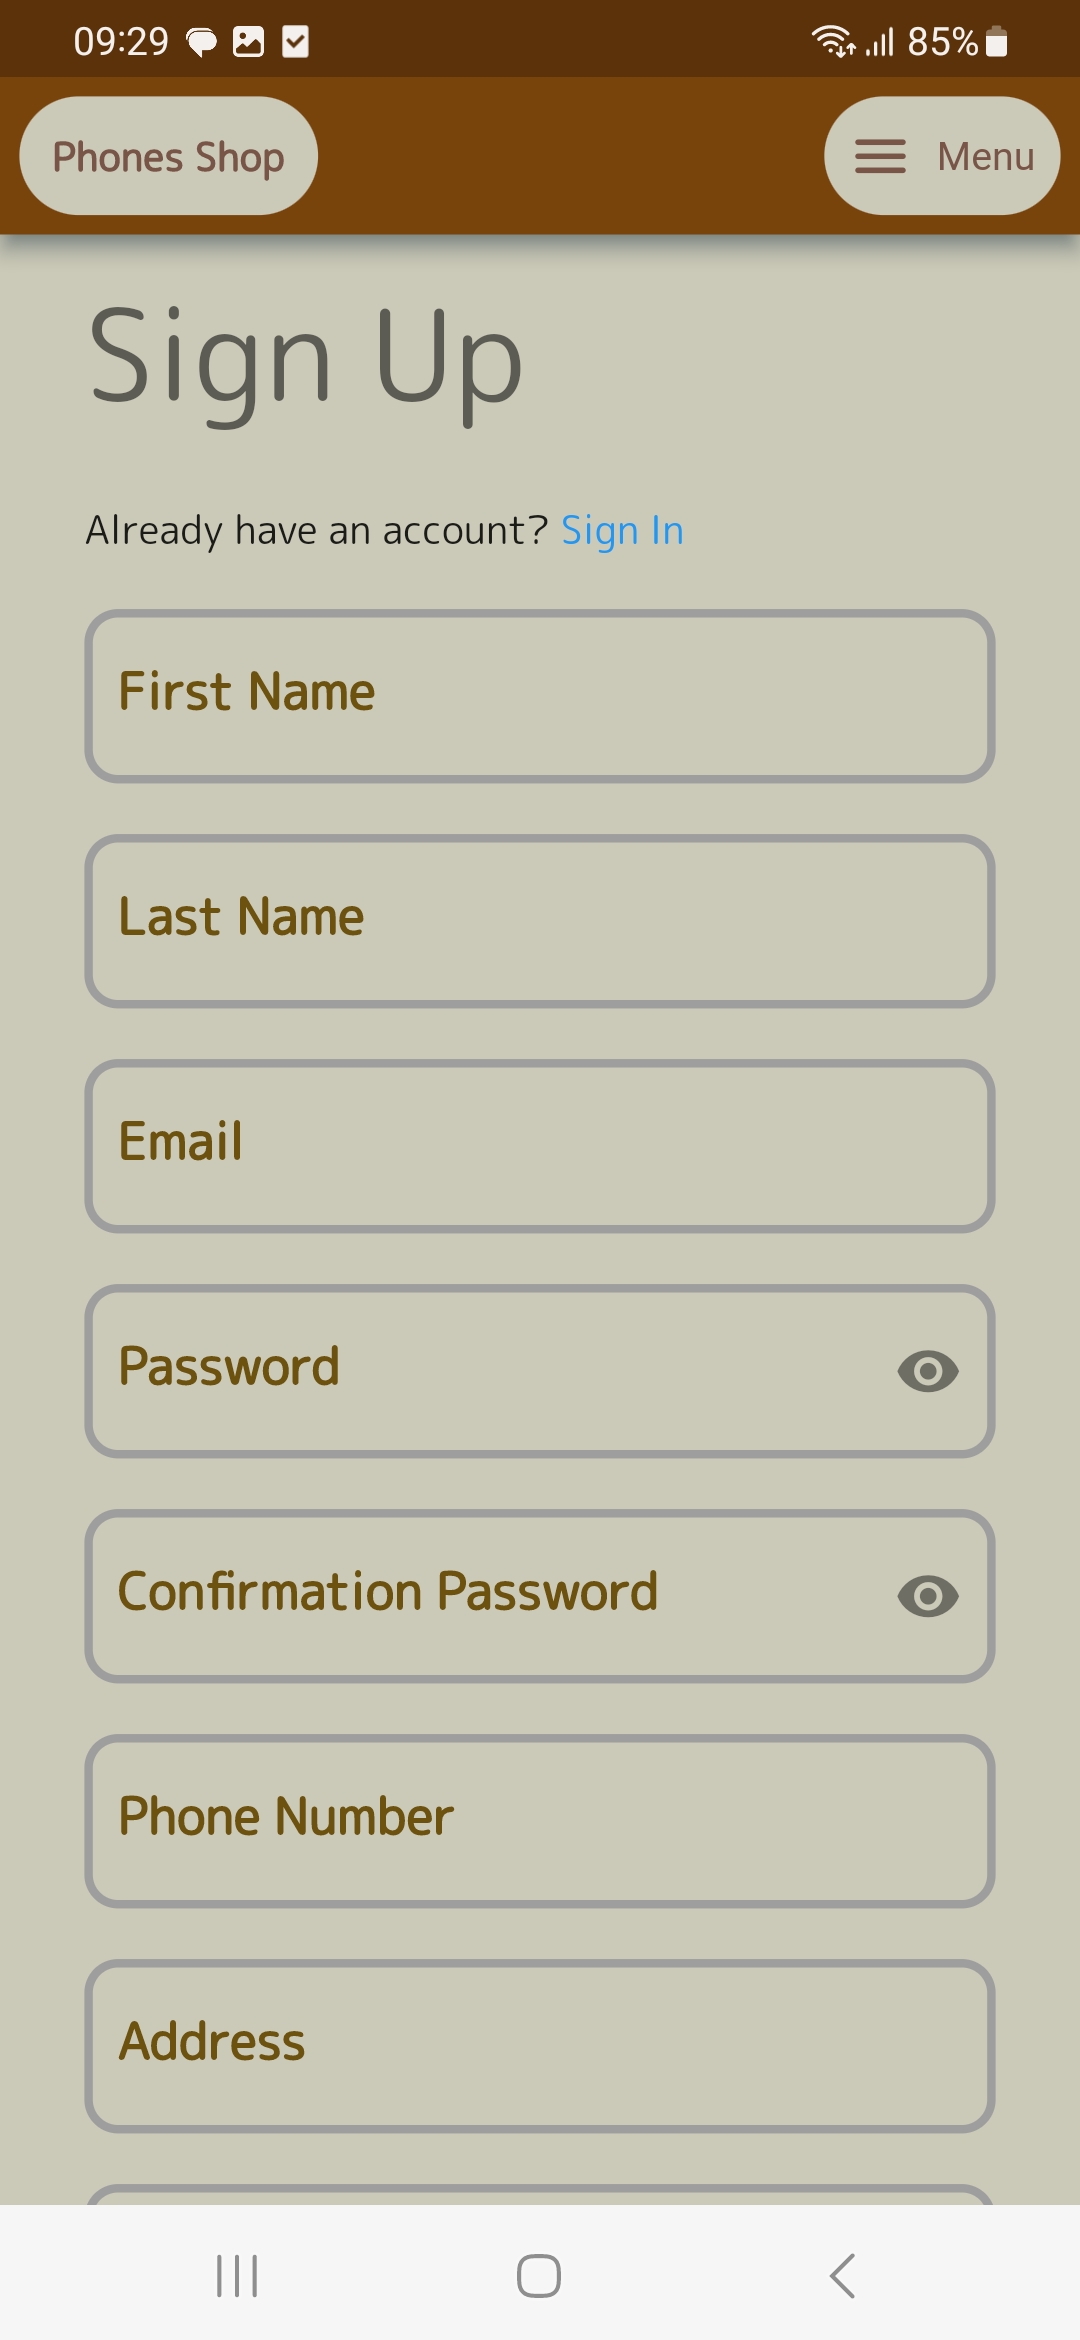 09:29 85%
Phones Shop Menu
Sign Up
Already have an account? Sign In
First Name
Last Name
Email
Password
Confirmation Password
Phone Number
Address